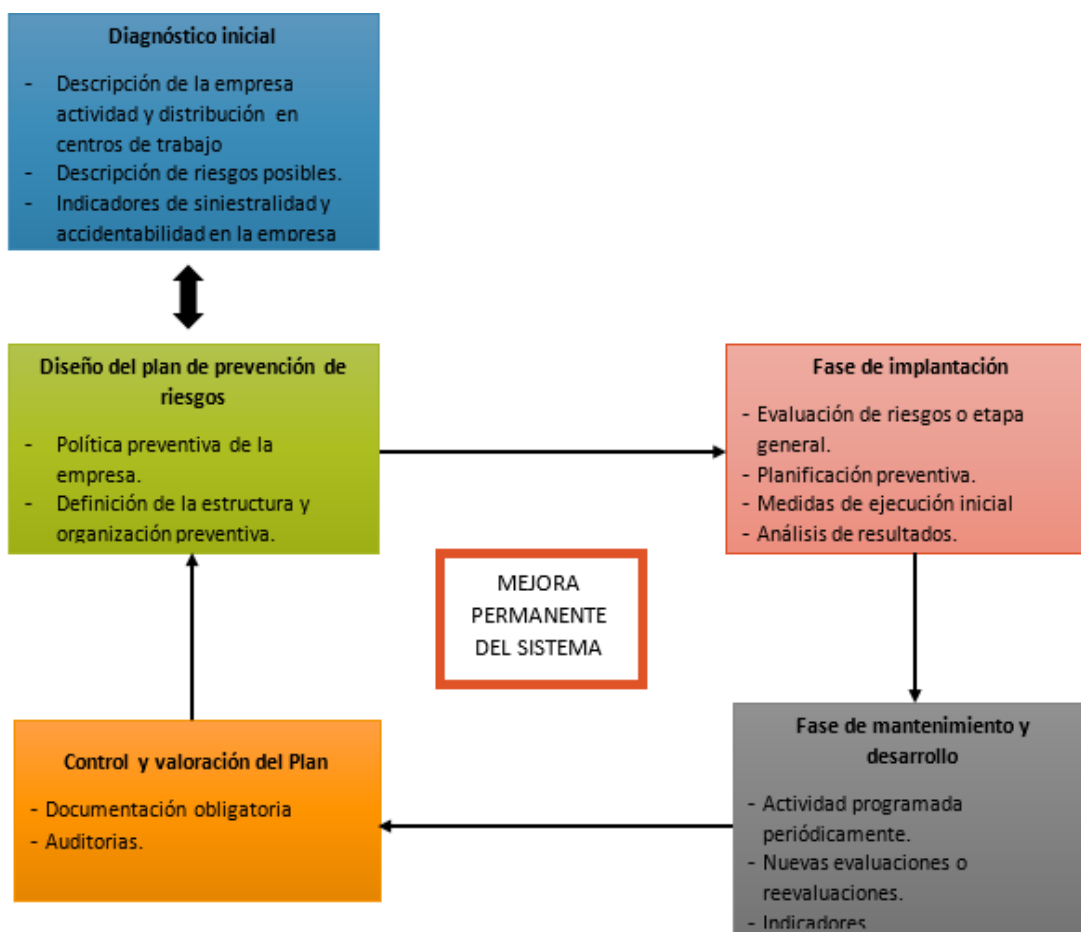 Diagnóstico inicial
- Descripción de la empresa
actividad y distribución en
centros de trabajo
- Descripción de riesgos posibles.
- Indicadores de siniestralidad y
accidentabilidad en la empresa
Diseño del plan de prevención de
riesgos
- Política preventiva de la
empresa.
- Definición de la estructura y
organización preventiva.
Fase de implantación
- Evaluación de riesgos o etapa
general.
- Planificación preventiva.
- Medidas de ejecución inicial
- Análisis de resultados.
MEJORA
PERMANENTE
DEL SISTEMA
Control y valoración del Plan
- Documentación obligatoria
- Auditorias.
Fase de mantenimiento y
desarrollo
- Actividad programada
periódicamente.
- Nuevas evaluaciones o
reevaluaciones.
- Indicadores